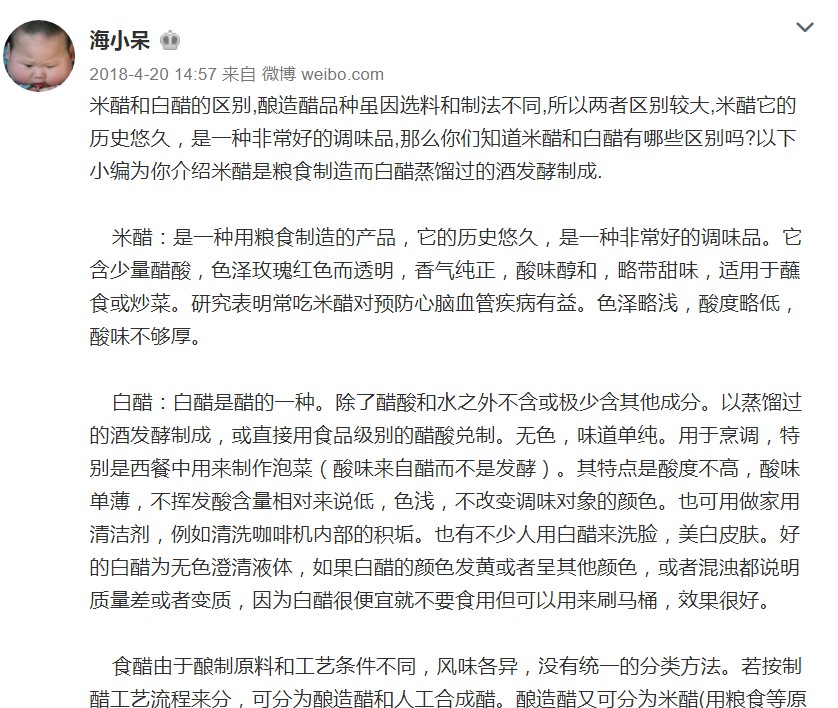 海小呆
2018-4-20 14:57 来自 微博 weibo.com
米醋和白醋的区别,酿造醋品种虽因选料和制法不同,所以两者区别较大,米醋它的
历史悠久，是一种非常好的调味品,那么你们知道米醋和白醋有哪些区别吗?以下
小编为你介绍米醋是粮食制造而白醋蒸馏过的酒发酵制成.
米醋：是一种用粮食制造的产品，它的历史悠久，是一种非常好的调味品。它
含少量醋酸，色泽玫瑰红色而透明，香气纯正，酸味醇和，略带甜味，适用于蘸
食或炒菜。研究表明常吃米醋对预防心脑血管疾病有益。色泽略浅，酸度略低，
酸味不够厚。
白醋：白醋是醋的一种。除了醋酸和水之外不含或极少含其他成分。以蒸馏过
的酒发酵制成，或直接用食品级别的醋酸兑制。无色，味道单纯。用于烹调，特
别是西餐中用来制作泡菜（酸味来自醋而不是发酵）。其特点是酸度不高，酸味
单薄，不挥发酸含量相对来说低，色浅，不改变调味对象的颜色。也可用做家用
清洁剂，例如清洗咖啡机内部的积垢。也有不少人用白醋来洗脸，美白皮肤。好
的白醋为无色澄清液体，如果白醋的颜色发黄或者呈其他颜色，或者混浊都说明
质量差或者变质，因为白醋很便宜就不要食用但可以用来刷马桶，效果很好。
食醋由于酿制原料和工艺条件不同，风味各异，没有统一的分类方法。若按制
醋工艺流程来分，可分为酿造醋和人工合成醋。酿造醋又可分为米醋(用粮食等原